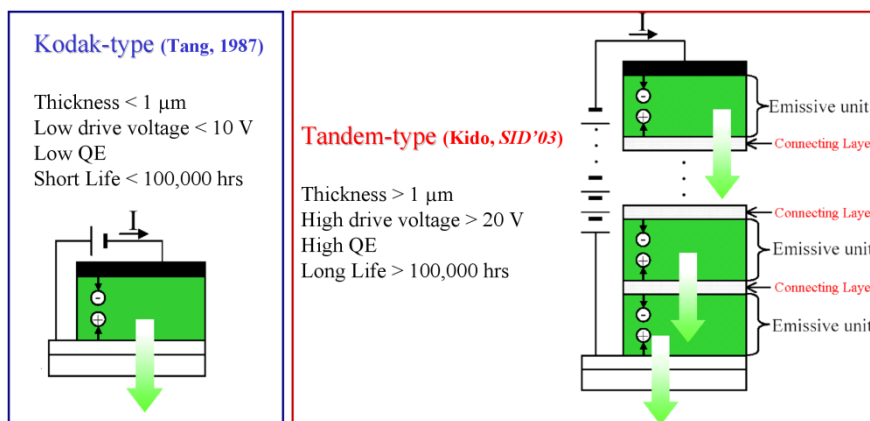 Kodak-type (Tang, 1987)
Thickness < 1 μm
Low drive voltage < 10 V
Low QE
Short Life < 100,000 hrs
I
-
+
Tandem-type (Kido, SID'03)
Thickness > 1 μm
High drive voltage > 20 V
High QE
Long Life > 100,000 hrs
I
-
+
Emissive unit
Connecting Laye
Connecting Laye
-
+
Emissive unit
Connecting Laye
-
+
Emissive unit